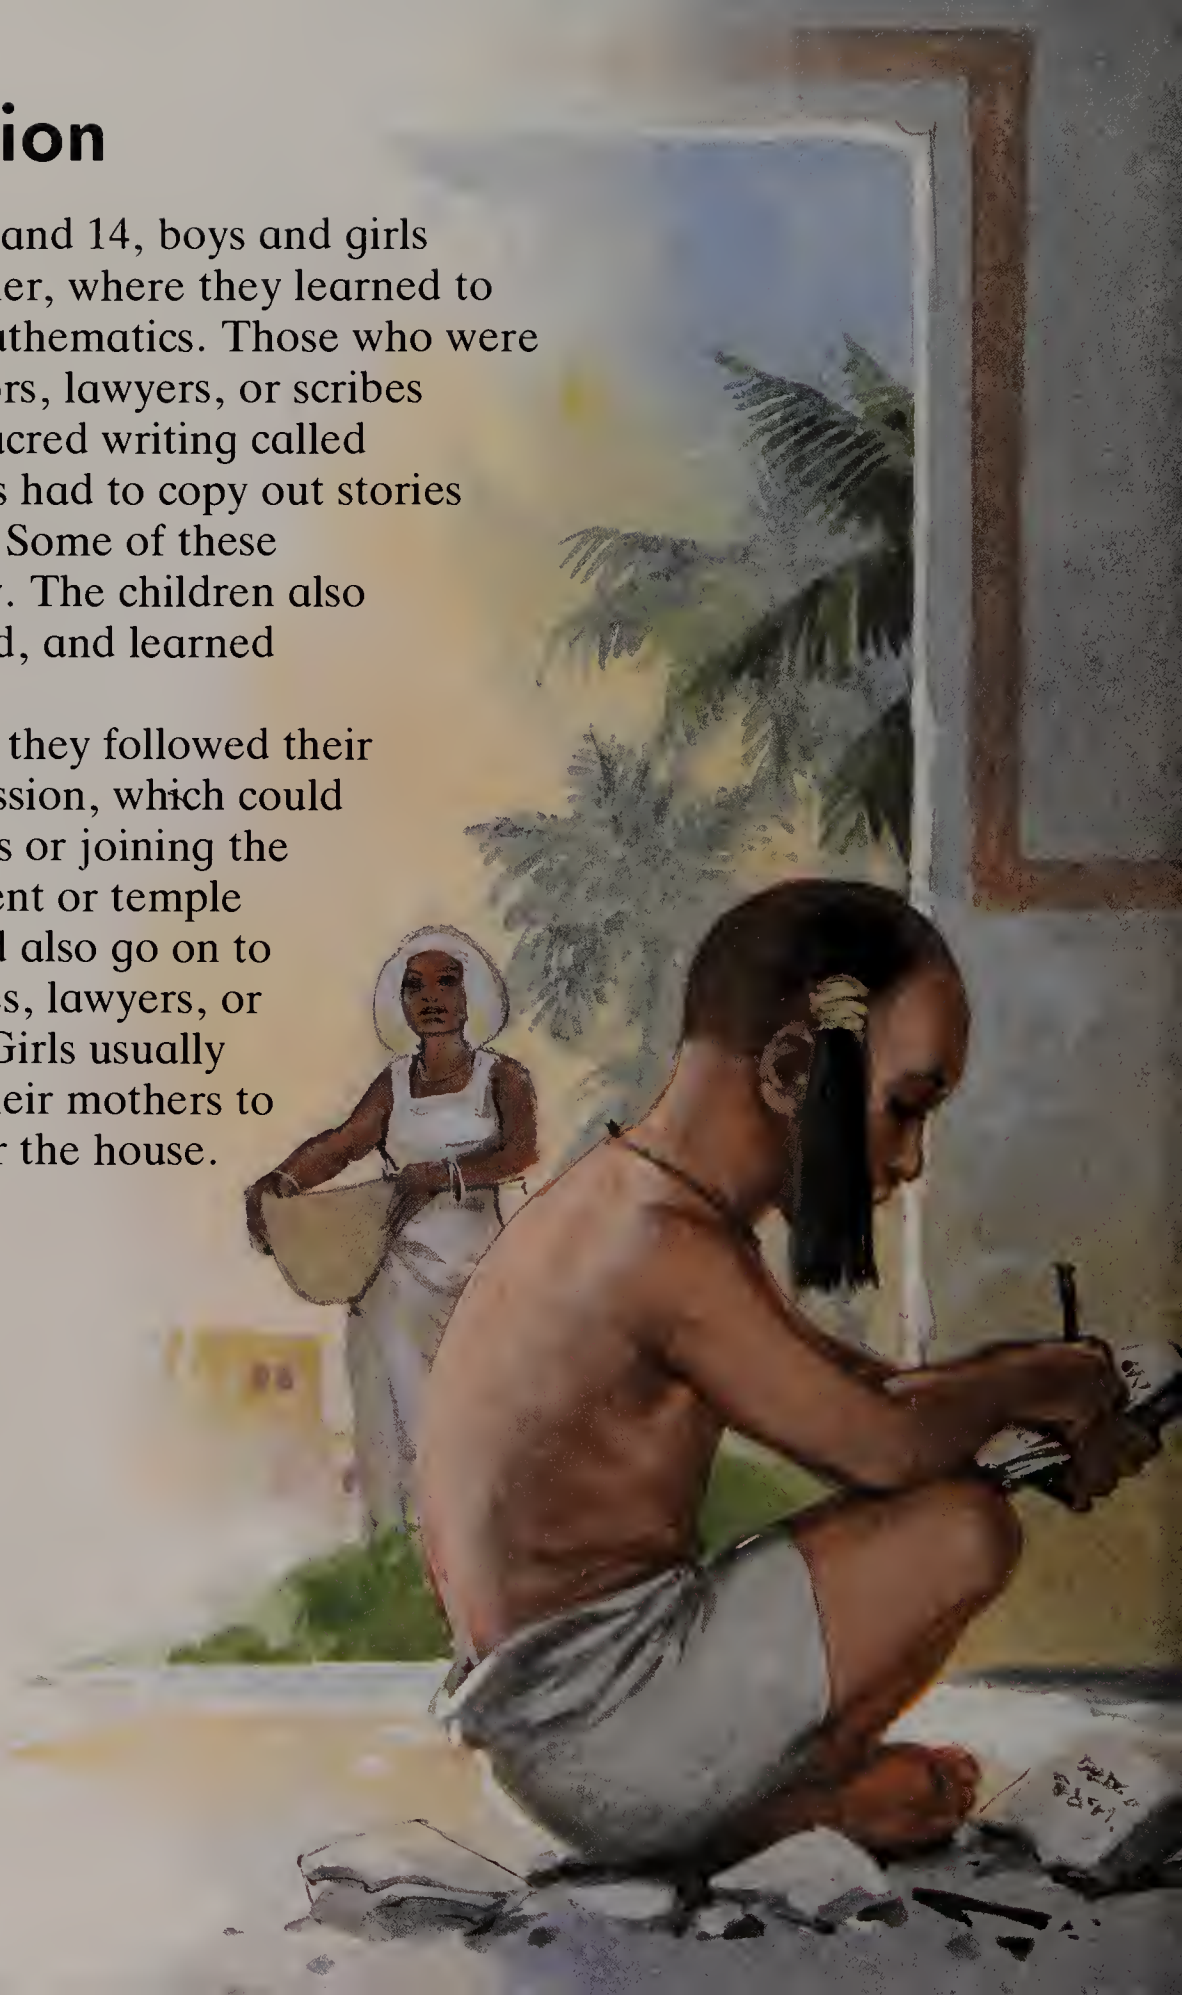 ion
and 14, boys and girls
er, where they learned to
athematics. Those who were
rs, lawyers, or scribes
acred writing called
s had to copy out stories
Some of these
. The children also
d, and learned
they followed their
ssion, which could
s or joining the
ent or temple
d also go on to
s, lawyers, or
Girls usually
eir mothers to
r the house.